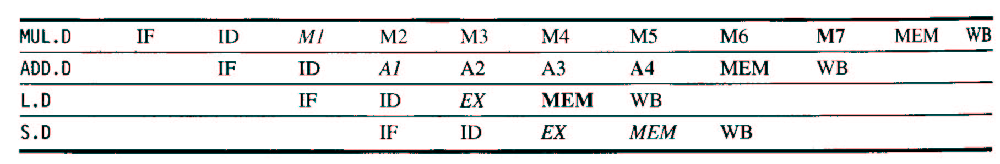 MUL.D IF ID M1 M2 M3 M4 M5 M6 M7 MEM WB
ADD.D IF ID A1 A2 A3 A4 MEM WB
L.D IF ID EX MEM WB
S.D IF ID EX MEM WB